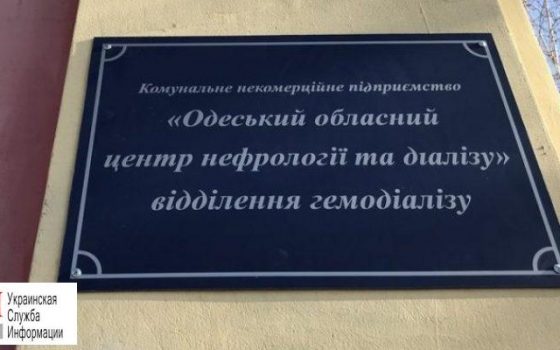 Комунальне некомерційне підприємство
«Одеський обласний
центр нефрології та діалізу»
відділення гемодіалізу
Украинская
Служба
Информации